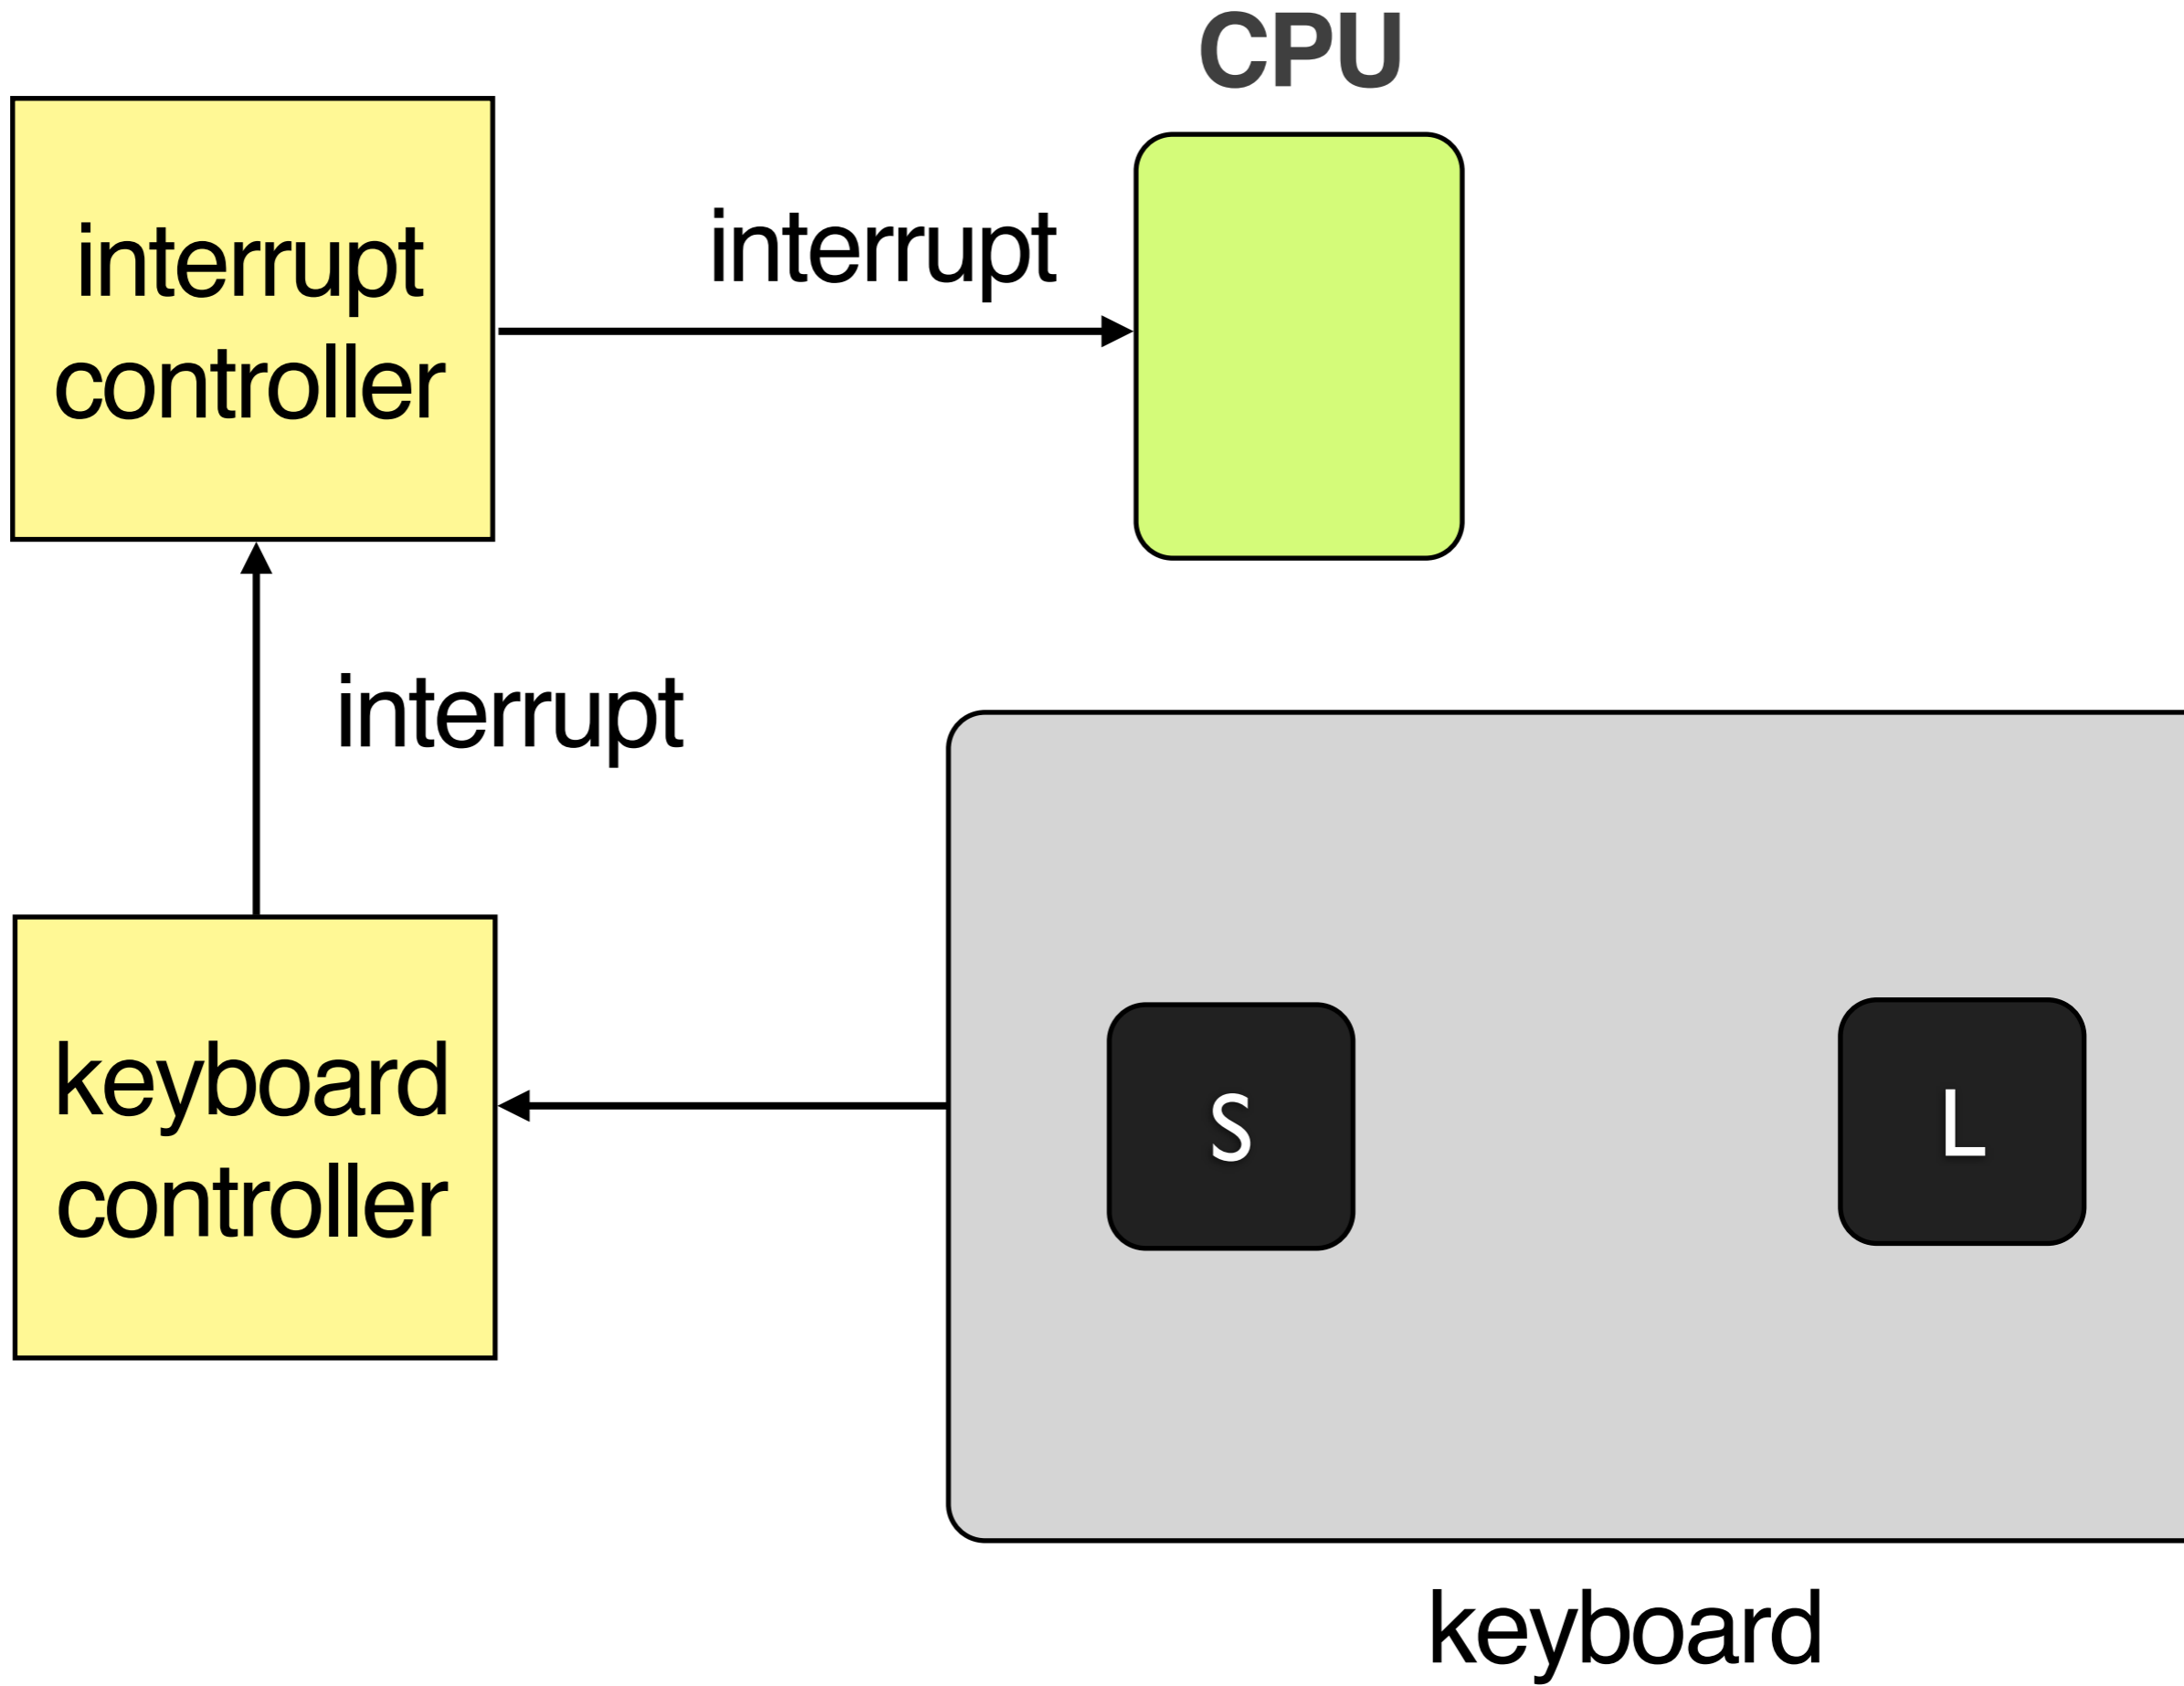 CPU
interrupt
controller
interrupt
interrupt
keyboard
controller
S
L
keyboard